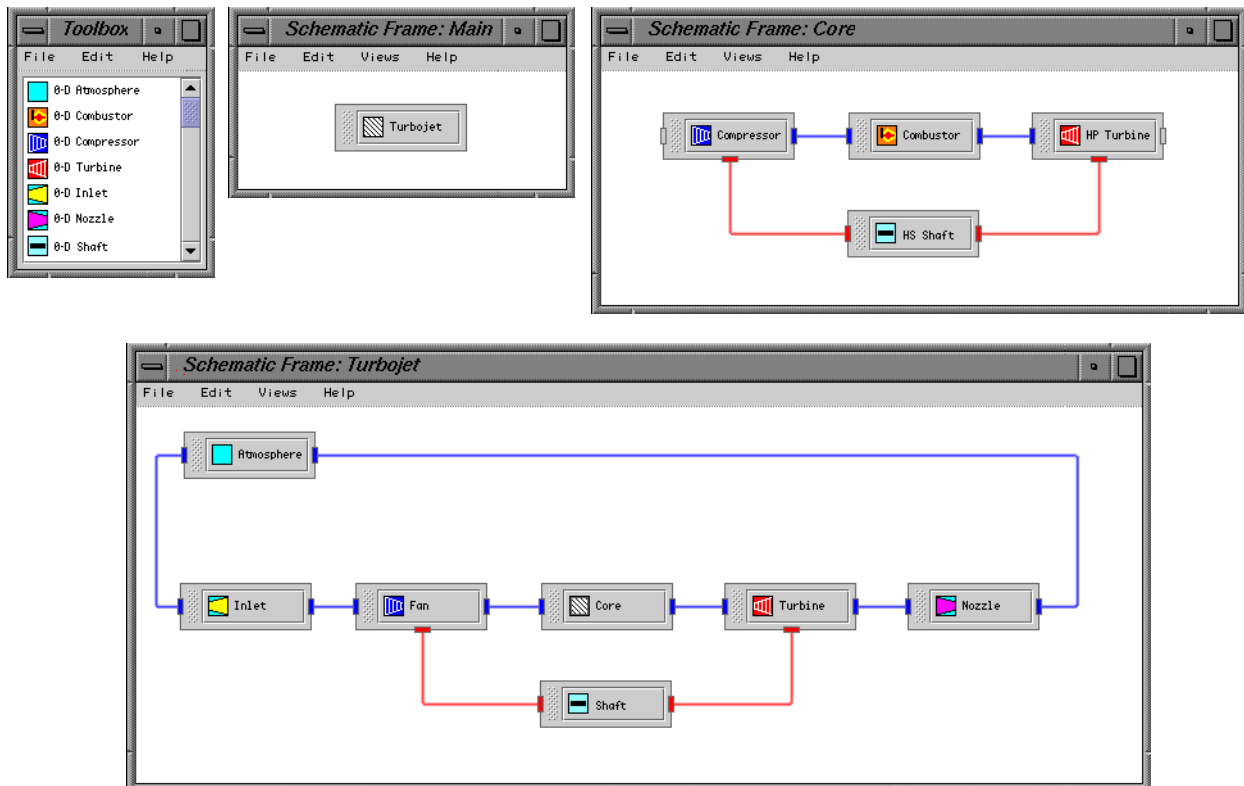 Toolbox
File Edit Help
0-D Atmosphere
0-D Combustor
0-D Compressor
0-D Turbine
0-D Inlet
0-D Nozzle
0-D Shaft
Schematic Frame: Main
File Edit Views Help
Turbojet
Schematic Frame: Core
File Edit Views Help
Compressor
Combustor
HP Turbine
HS Shaft
Schematic Frame: Turbojet
File Edit Views Help
Atmosphere
Inlet
Fan
Core
Turbine
Nozzle
Shaft